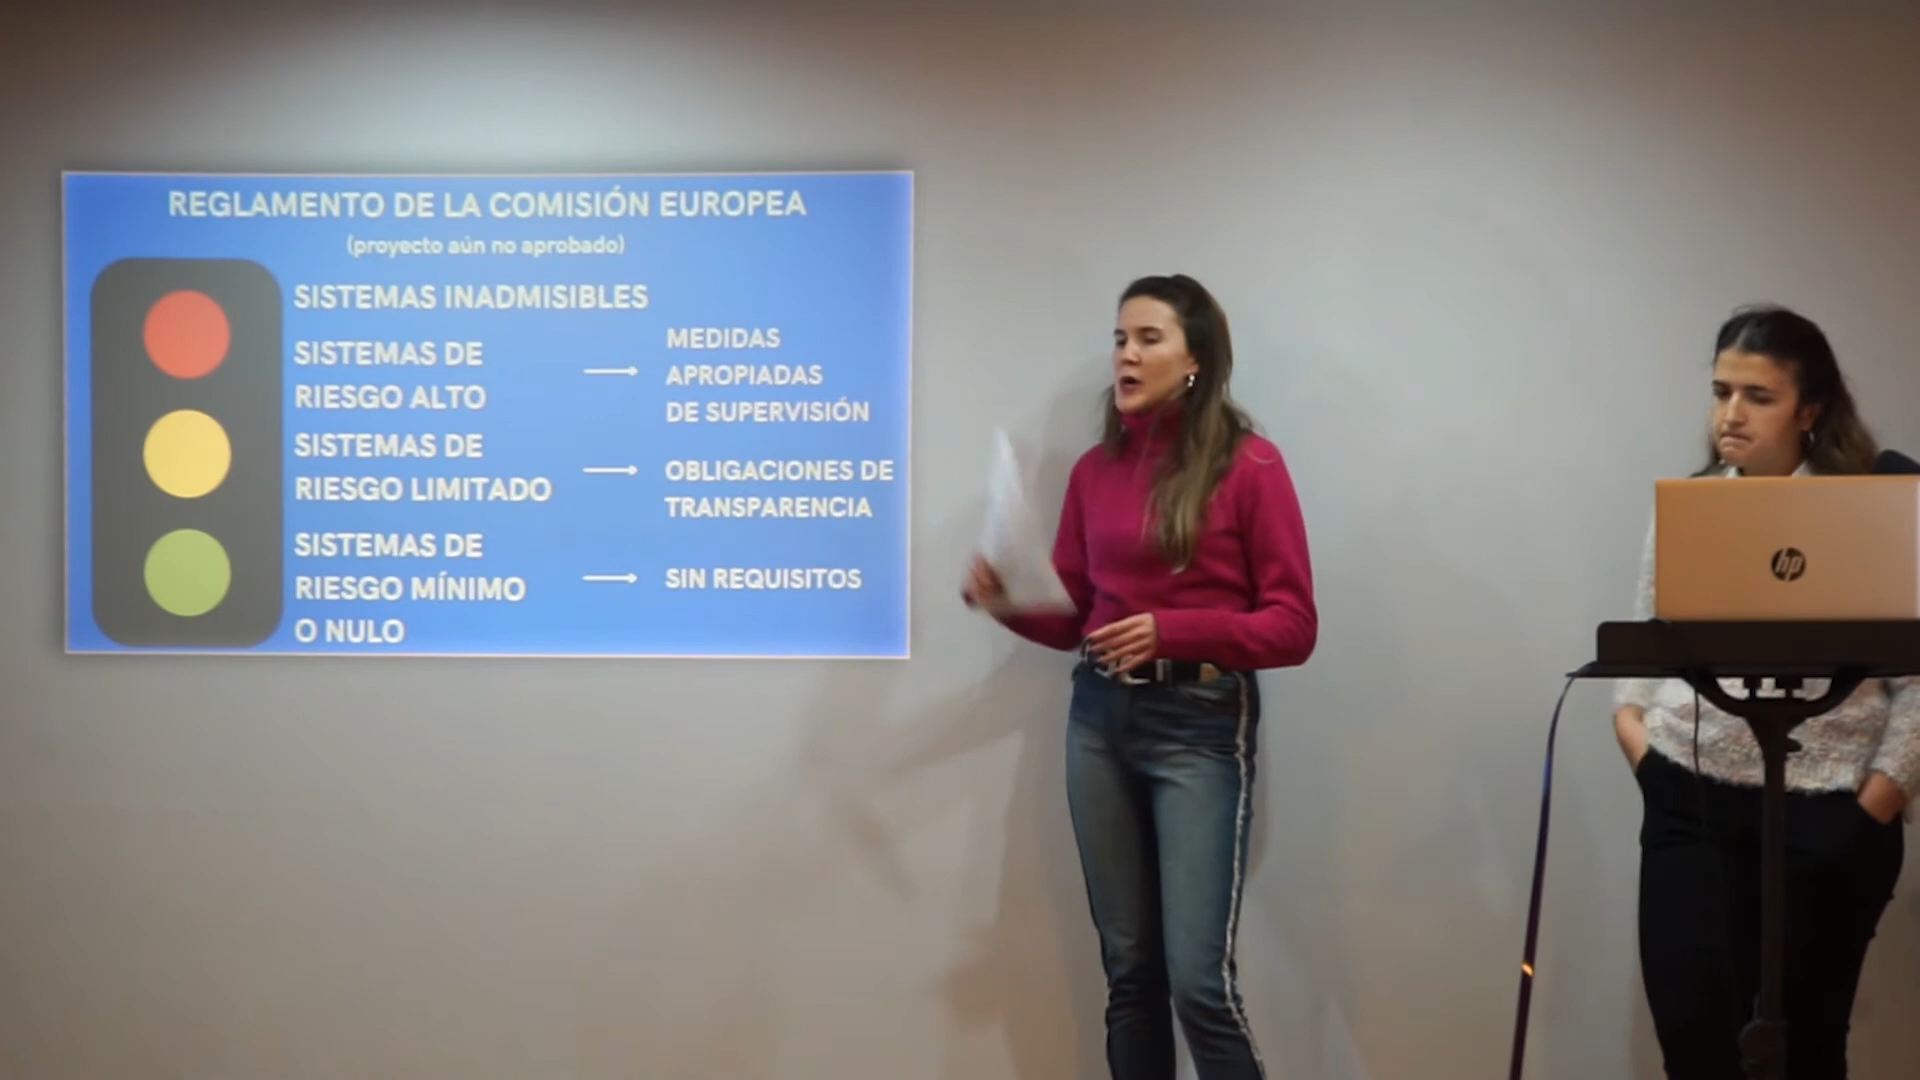 REGLAMENTO DE LA COMISIÓN EUROPEA
(proyecto aún no aprobado)
SISTEMAS INADMISIBLES
SISTEMAS DE
RIESGO ALTO
MEDIDAS
APROPIADAS
DE SUPERVISIÓN
SISTEMAS DE
RIESGO LIMITADO
OBLIGACIONES DE
TRANSPARENCIA
SISTEMAS DE
RIESGO MÍNIMO
O NULO
SIN REQUISITOS
hp